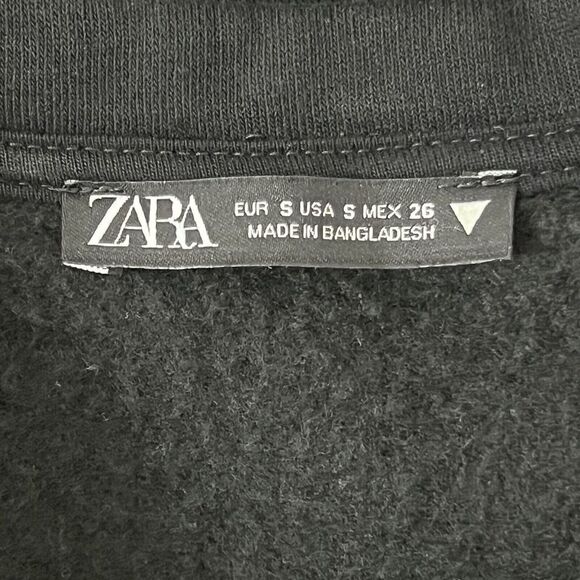 ZARA
EUR S USA S MEX 26
MADE IN BANGLADESH